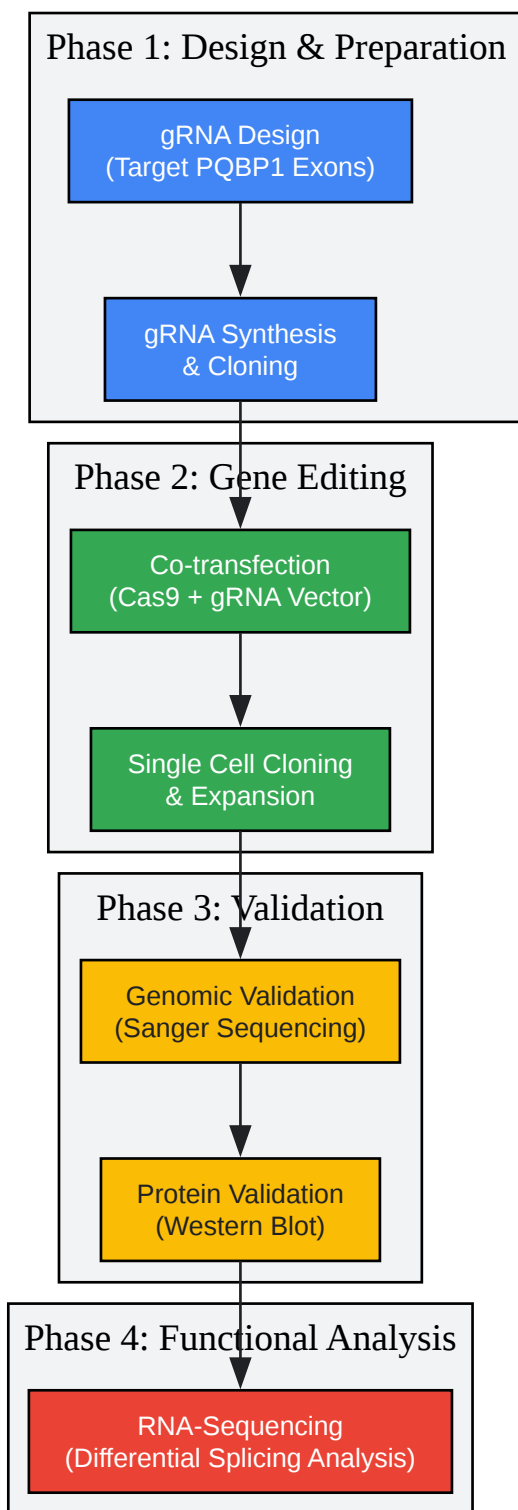 Phase 1: Design & Preparation
gRNA Design
(Target PQBP1 Exons)
gRNA Synthesis
& Cloning
Phase 2: Gene Editing
Co-transfection
(Cas9 + gRNA Vector)
Single Cell Cloning
& Expansion
Phase 3: Validation
Genomic Validation
(Sanger Sequencing)
Protein Validation
(Western Blot)
Phase 4: Functional Analysis
RNA-Sequencing
(Differential Splicing Analysis)